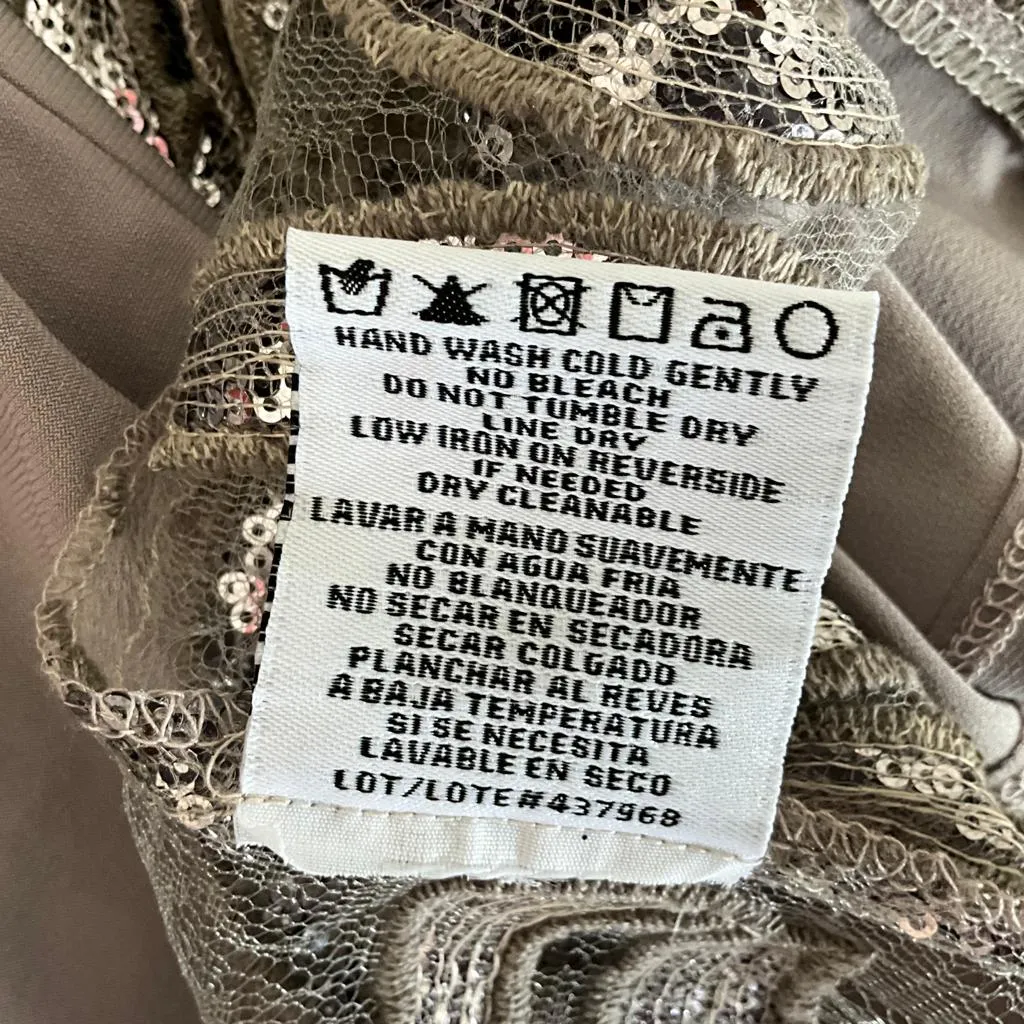 HAND WASH COLD GENTLY
NO BLEACH
DO NOT TUMBLE DRY
LINE DRY
LOW IRON ON REVERSIDE
IF NEEDED
DRY CLEANABLE
LAVAR A MANO SUAVEMENTE
CON AGUA FRIA
NO BLANQUEADOR
NO SECAR EN SECADORA
SECAR COLGADO
PLANCHAR AL REVES
A BAJA TEMPERATURA
SI SE NECESITA
LAVABLE EN SECO
LOT/LOTE#437968